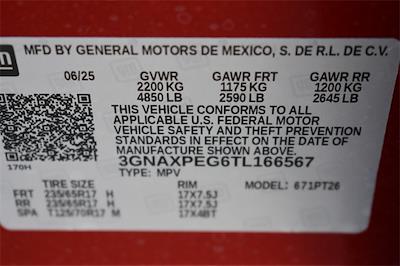 gm
MFD BY GENERAL MOTORS DE MEXICO, S. DE R.L. DE C.V.
06/25 GVWR GAWR FRT GAWR RR
2200 KG 1175 KG 1200 KG
4850 LB 2590 LB 2645 LB
THIS VEHICLE CONFORMS TO ALL
APPLICABLE U.S. FEDERAL MOTOR
VEHICLE SAFETY AND THEFT PREVENTION
STANDARDS IN EFFECT ON THE DATE OF
MANUFACTURE SHOWN ABOVE.
3GNAXPEG6TL166567
170H TYPE: MPV
TIRE SIZE RIM MODEL: 671PT26
FRT 235/65R17 H 17X7.5J
RR 235/65R17 H 17X7.5J
SPA T125/70R17 M 17X4BT